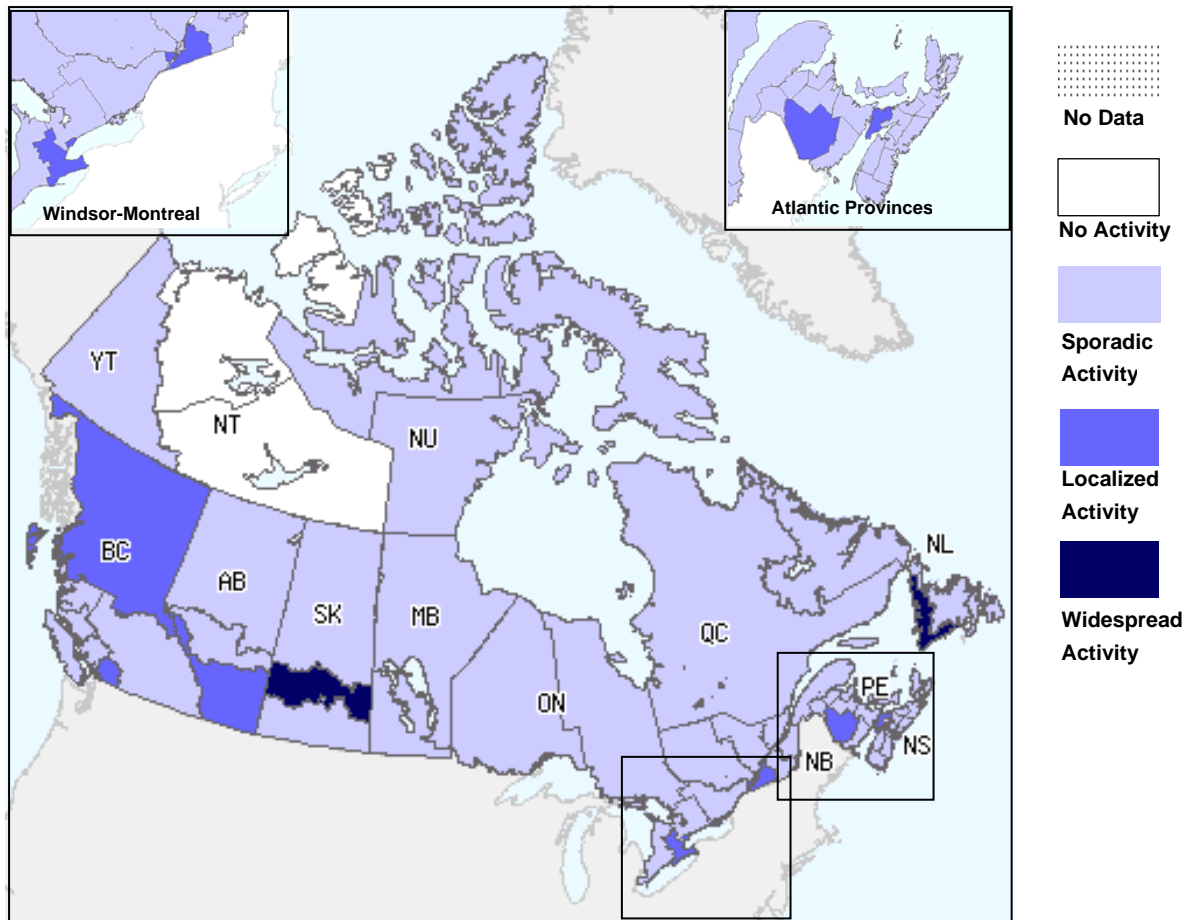 Windsor-Montreal
Atlantic Provinces
No Data
No Activity
Sporadic
Activity
Localized
Activity
Widespread
Activity
YT
NT
NU
BC
AB
SK
MB
ON
QC
NL
PE
NB
NS